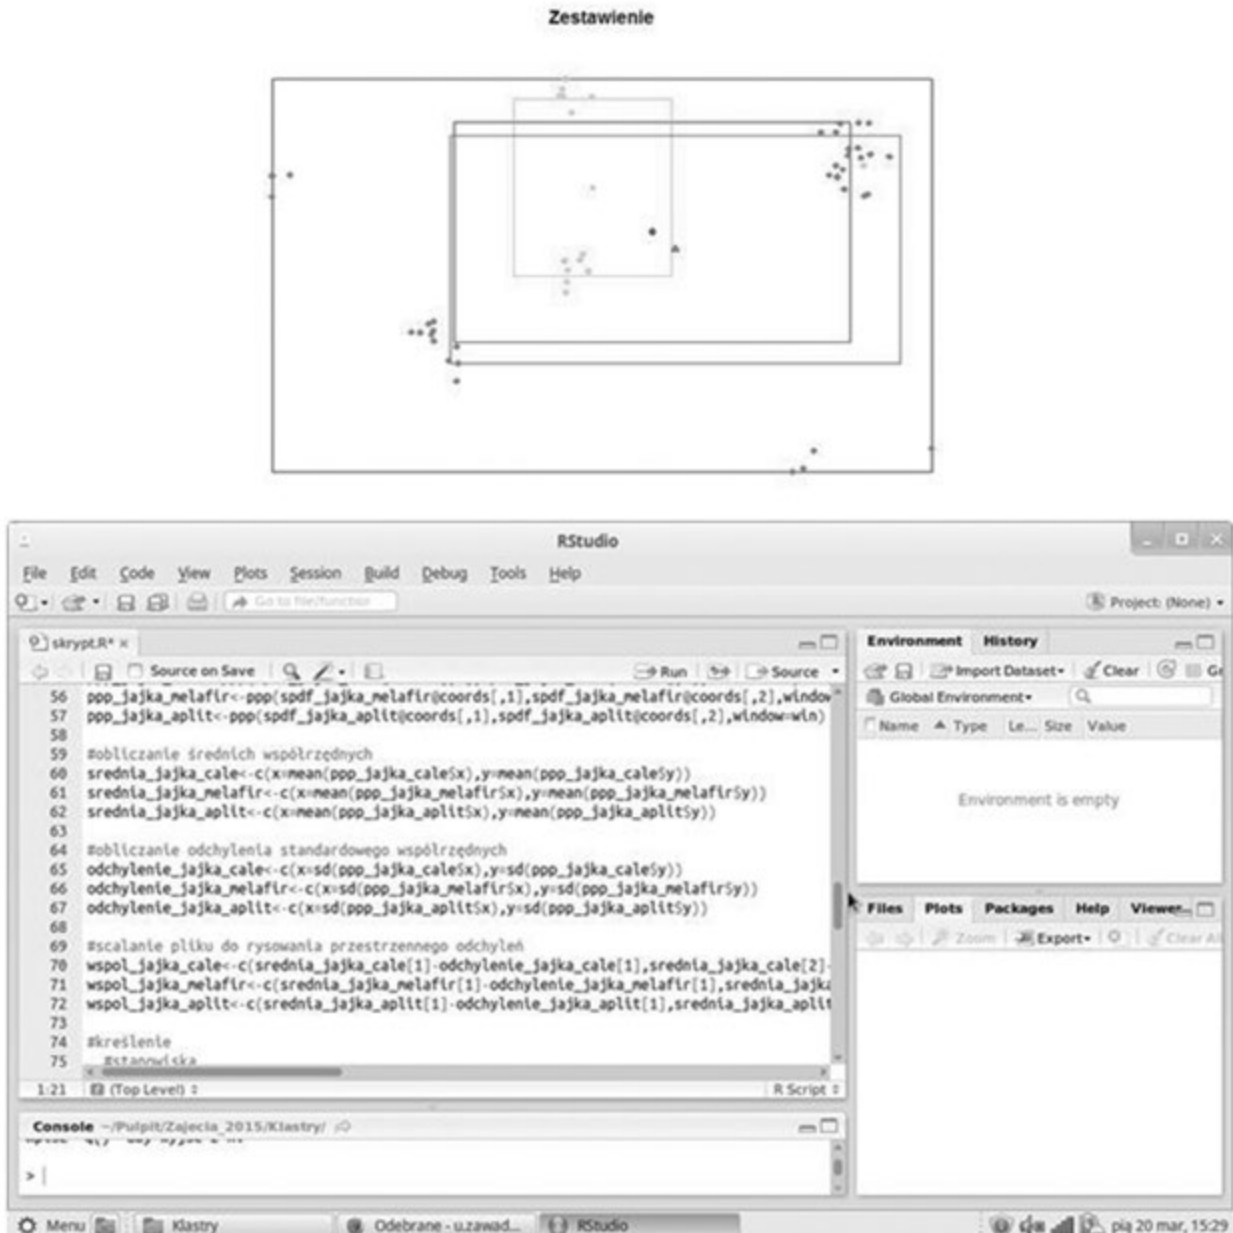 Zestawienie
RStudio
File Edit Code View Plots Session Build Debug Tools Help
Go to file/function
Project: (None)
skrypt.R* ×
Source on Save
Run
Source
56 ppp_jajka_melafir<-ppp(spdf_jajka_melafir@coords[,1],spdf_jajka_melafir@coords[,2],window
57 ppp_jajka_aplit<-ppp(spdf_jajka_aplit@coords[,1],spdf_jajka_aplit@coords[,2],window=win)
58
59 #obliczanie średnich współrzędnych
60 srednia_jajka_cale<-c(x=mean(ppp_jajka_cale$x),y=mean(ppp_jajka_cale$y))
61 srednia_jajka_melafir<-c(x=mean(ppp_jajka_melafir$x),y=mean(ppp_jajka_melafir$y))
62 srednia_jajka_aplit<-c(x=mean(ppp_jajka_aplit$x),y=mean(ppp_jajka_aplit$y))
63
64 #obliczanie odchylenia standardowego współrzędnych
65 odchylenie_jajka_cale<-c(x=sd(ppp_jajka_cale$x),y=sd(ppp_jajka_cale$y))
66 odchylenie_jajka_melafir<-c(x=sd(ppp_jajka_melafir$x),y=sd(ppp_jajka_melafir$y))
67 odchylenie_jajka_aplit<-c(x=sd(ppp_jajka_aplit$x),y=sd(ppp_jajka_aplit$y))
68
69 #scalanie pliku do rysowania przestrzennego odchyleń
70 wspol_jajka_cale<-c(srednia_jajka_cale[1]-odchylenie_jajka_cale[1],srednia_jajka_cale[2]-
71 wspol_jajka_melafir<-c(srednia_jajka_melafir[1]-odchylenie_jajka_melafir[1],srednia_jajka
72 wspol_jajka_aplit<-c(srednia_jajka_aplit[1]-odchylenie_jajka_aplit[1],srednia_jajka_aplit
73
74 #kreślenie
75 #stanowiska
1:21 (Top Level) R Script
Console ~/Pulpit/Zajecia_2015/Klastry/
>
Environment History
Import Dataset Clear
Global Environment
Name Type Le... Size Value
Environment is empty
Files Plots Packages Help Viewer
Zoom Export Clear All
Menu Klastry Odebrane - u.zawad... RStudio pią 20 mar, 15:29